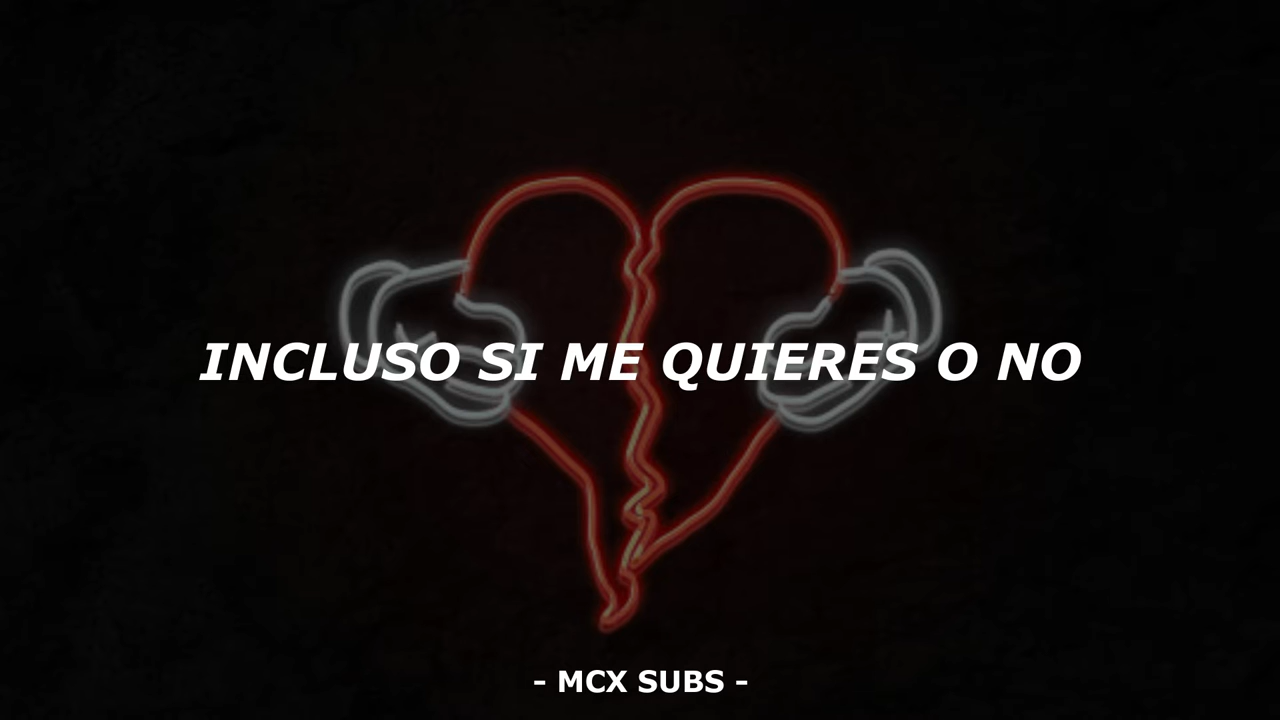 INCLUSO SI ME QUIERES O NO
- MCX SUBS -